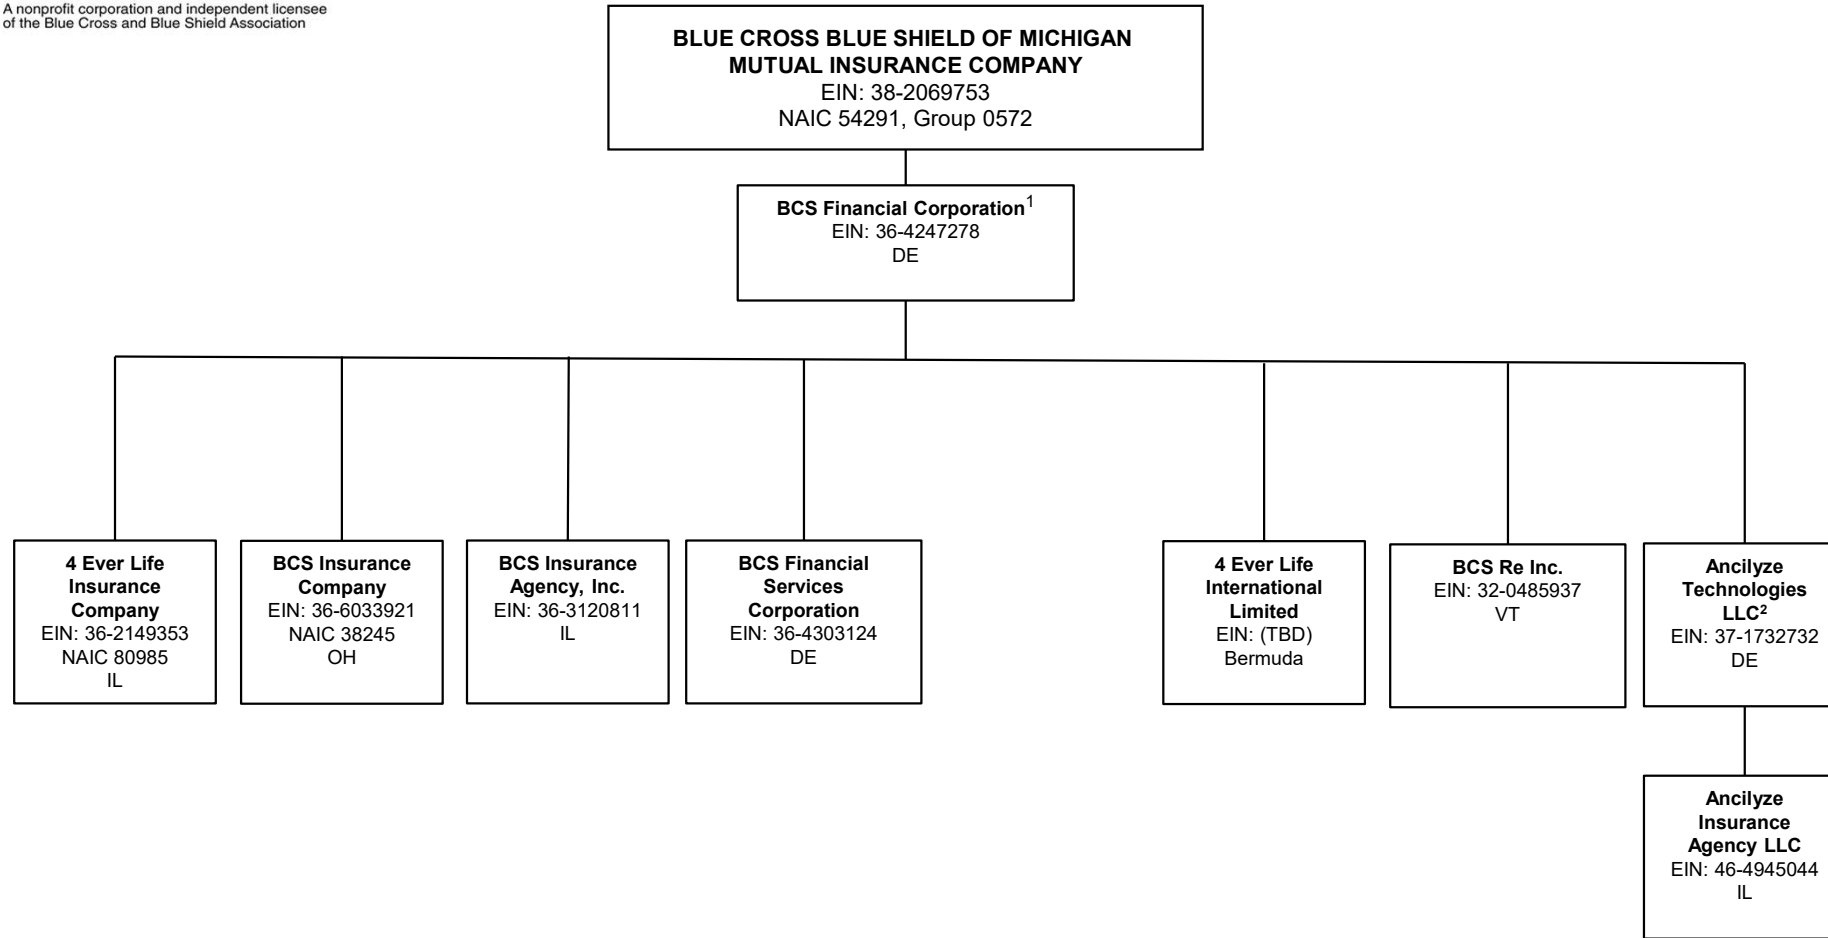 A nonprofit corporation and independent licensee
of the Blue Cross and Blue Shield Association
BLUE CROSS BLUE SHIELD OF MICHIGAN
MUTUAL INSURANCE COMPANY
EIN: 38-2069753
NAIC 54291, Group 0572
BCS Financial Corporation¹
EIN: 36-4247278
DE
4 Ever Life
Insurance
Company
EIN: 36-2149353
NAIC 80985
IL
BCS Insurance
Company
EIN: 36-6033921
NAIC 38245
OH
BCS Insurance
Agency, Inc.
EIN: 36-3120811
IL
BCS Financial
Services
Corporation
EIN: 36-4303124
DE
4 Ever Life
International
Limited
EIN: (TBD)
Bermuda
BCS Re Inc.
EIN: 32-0485937
VT
Ancilyze
Technologies
LLC²
EIN: 37-1732732
DE
Ancilyze
Insurance
Agency LLC
EIN: 46-4945044
IL